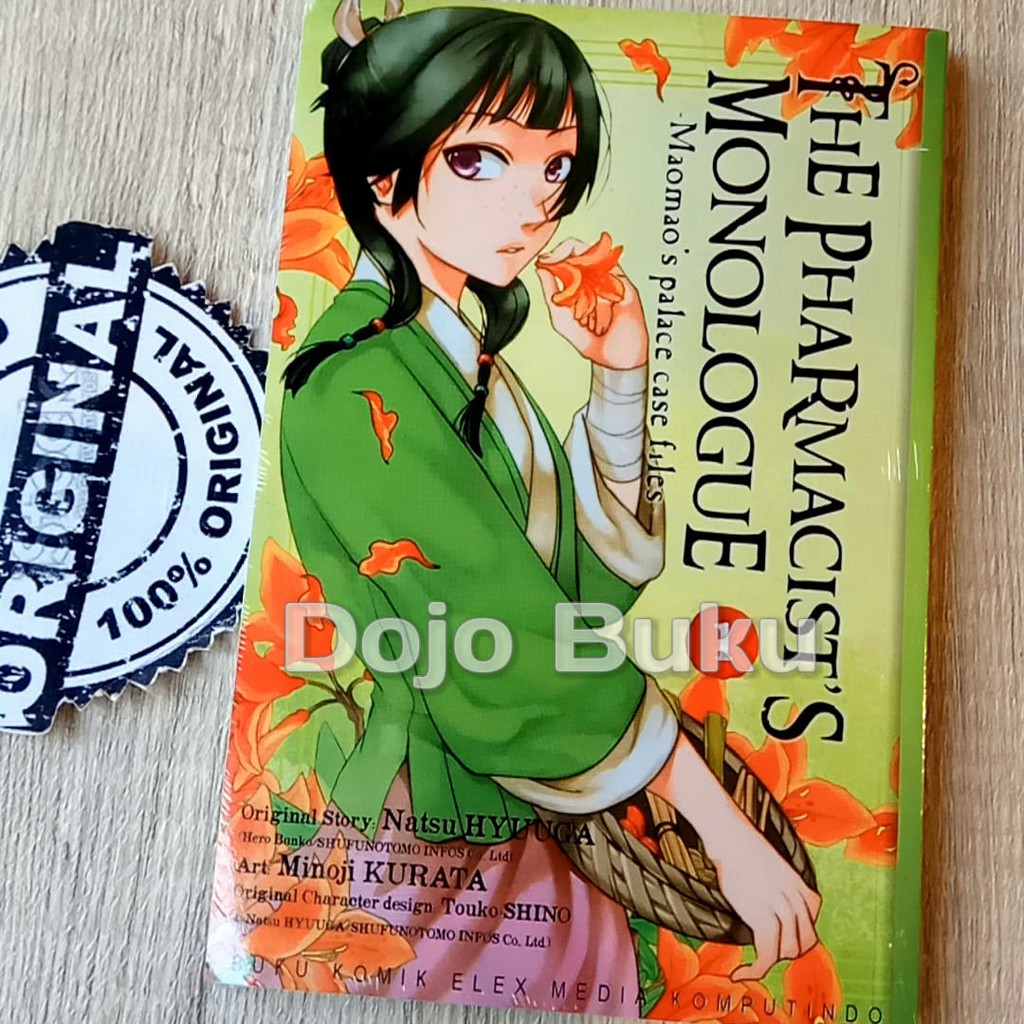 ORIGINAL
ORIGINAL
100% ORIGINAL
THE PHARMACIST'S
MONOLOGUE
-Maomao's palace case files
Dojo Buku
Original Story: Natsu HYUUGA
(Hero Bunko/SHUFUNOTOMO INFOS Co. Ltd)
Art: Minoji KURATA
Original Character design: Touko SHINO
Natsu HYUUGA/SHUFUNOTOMO INFOS Co. Ltd.)
BUKU KOMIK ELEX MEDIA KOMPUTINDO